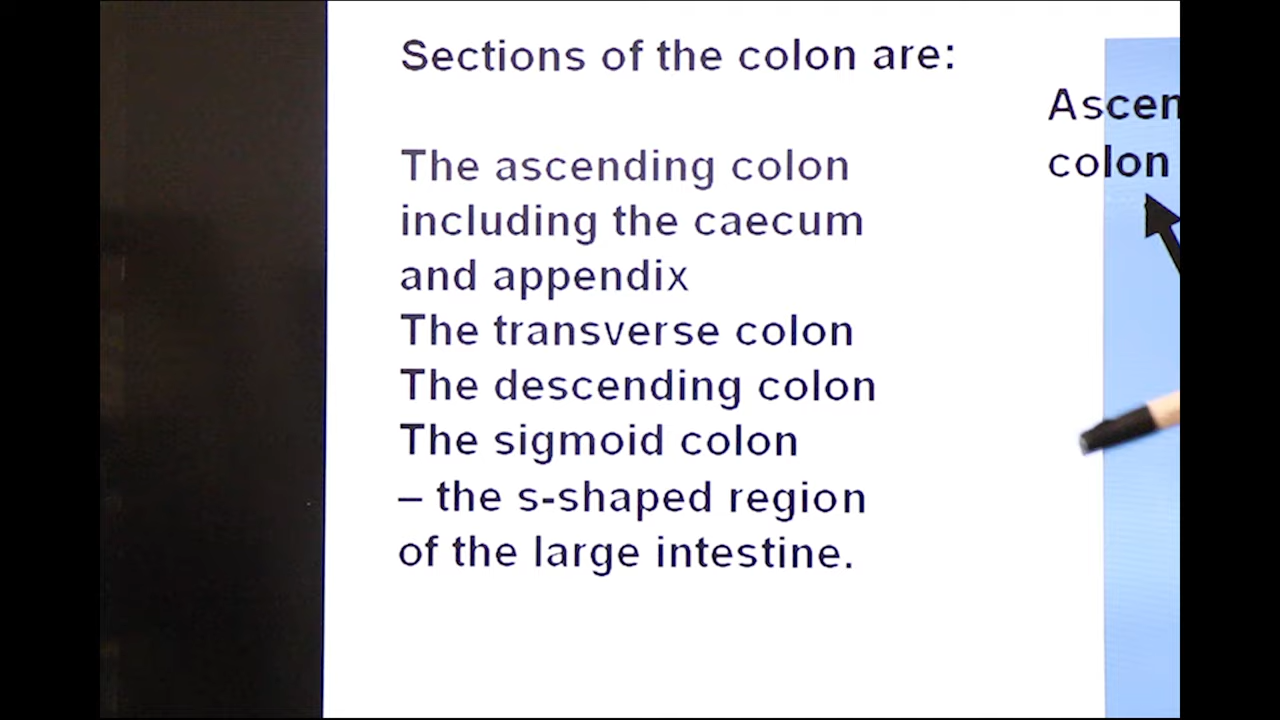 Sections of the colon are:
The ascending colon
including the caecum
and appendix
The transverse colon
The descending colon
The sigmoid colon
– the s-shaped region
of the large intestine.
Ascen
colon